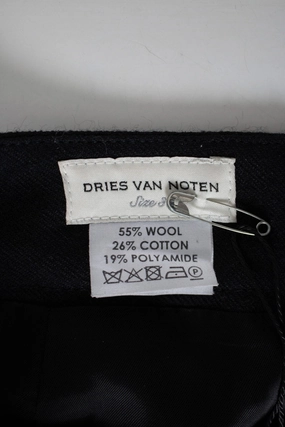 DRIES VAN NOTEN
Size
55% WOOL
26% COTTON
19% POLYAMIDE